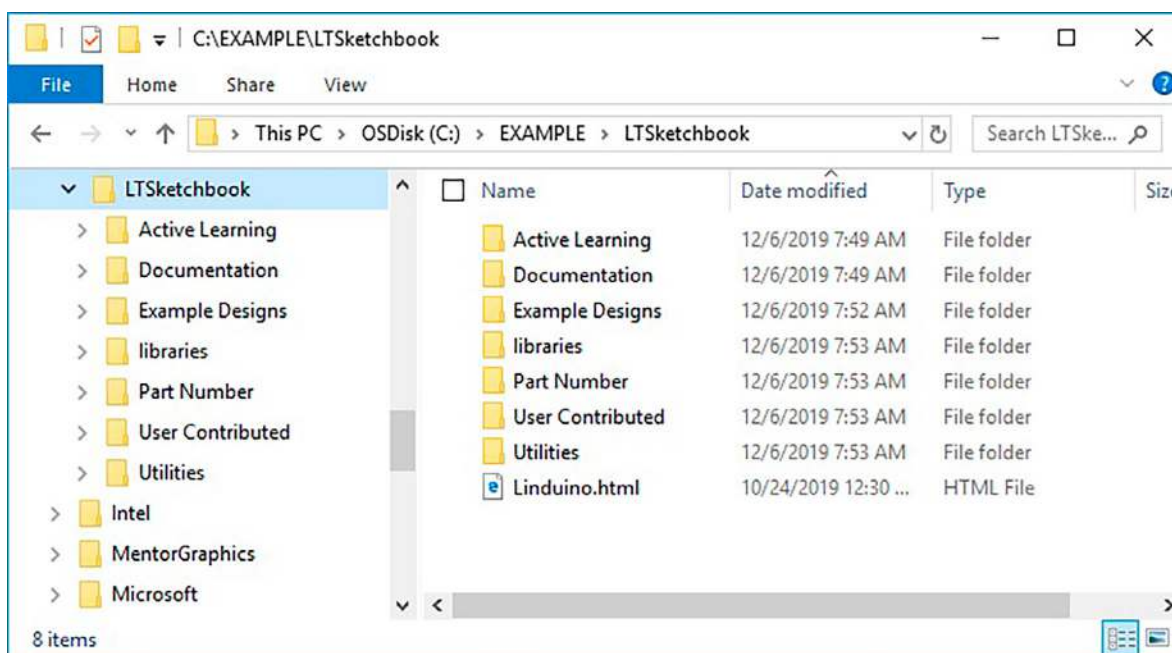 C:\EXAMPLE\LTSketchbook
File Home Share View
This PC > OSDisk (C:) > EXAMPLE > LTSketchbook Search LTSke...
LTSketchbook
Active Learning
Documentation
Example Designs
libraries
Part Number
User Contributed
Utilities
Intel
MentorGraphics
Microsoft
Name Date modified Type Siz
Active Learning 12/6/2019 7:49 AM File folder
Documentation 12/6/2019 7:49 AM File folder
Example Designs 12/6/2019 7:52 AM File folder
libraries 12/6/2019 7:53 AM File folder
Part Number 12/6/2019 7:53 AM File folder
User Contributed 12/6/2019 7:53 AM File folder
Utilities 12/6/2019 7:53 AM File folder
Linduino.html 10/24/2019 12:30 ... HTML File
8 items